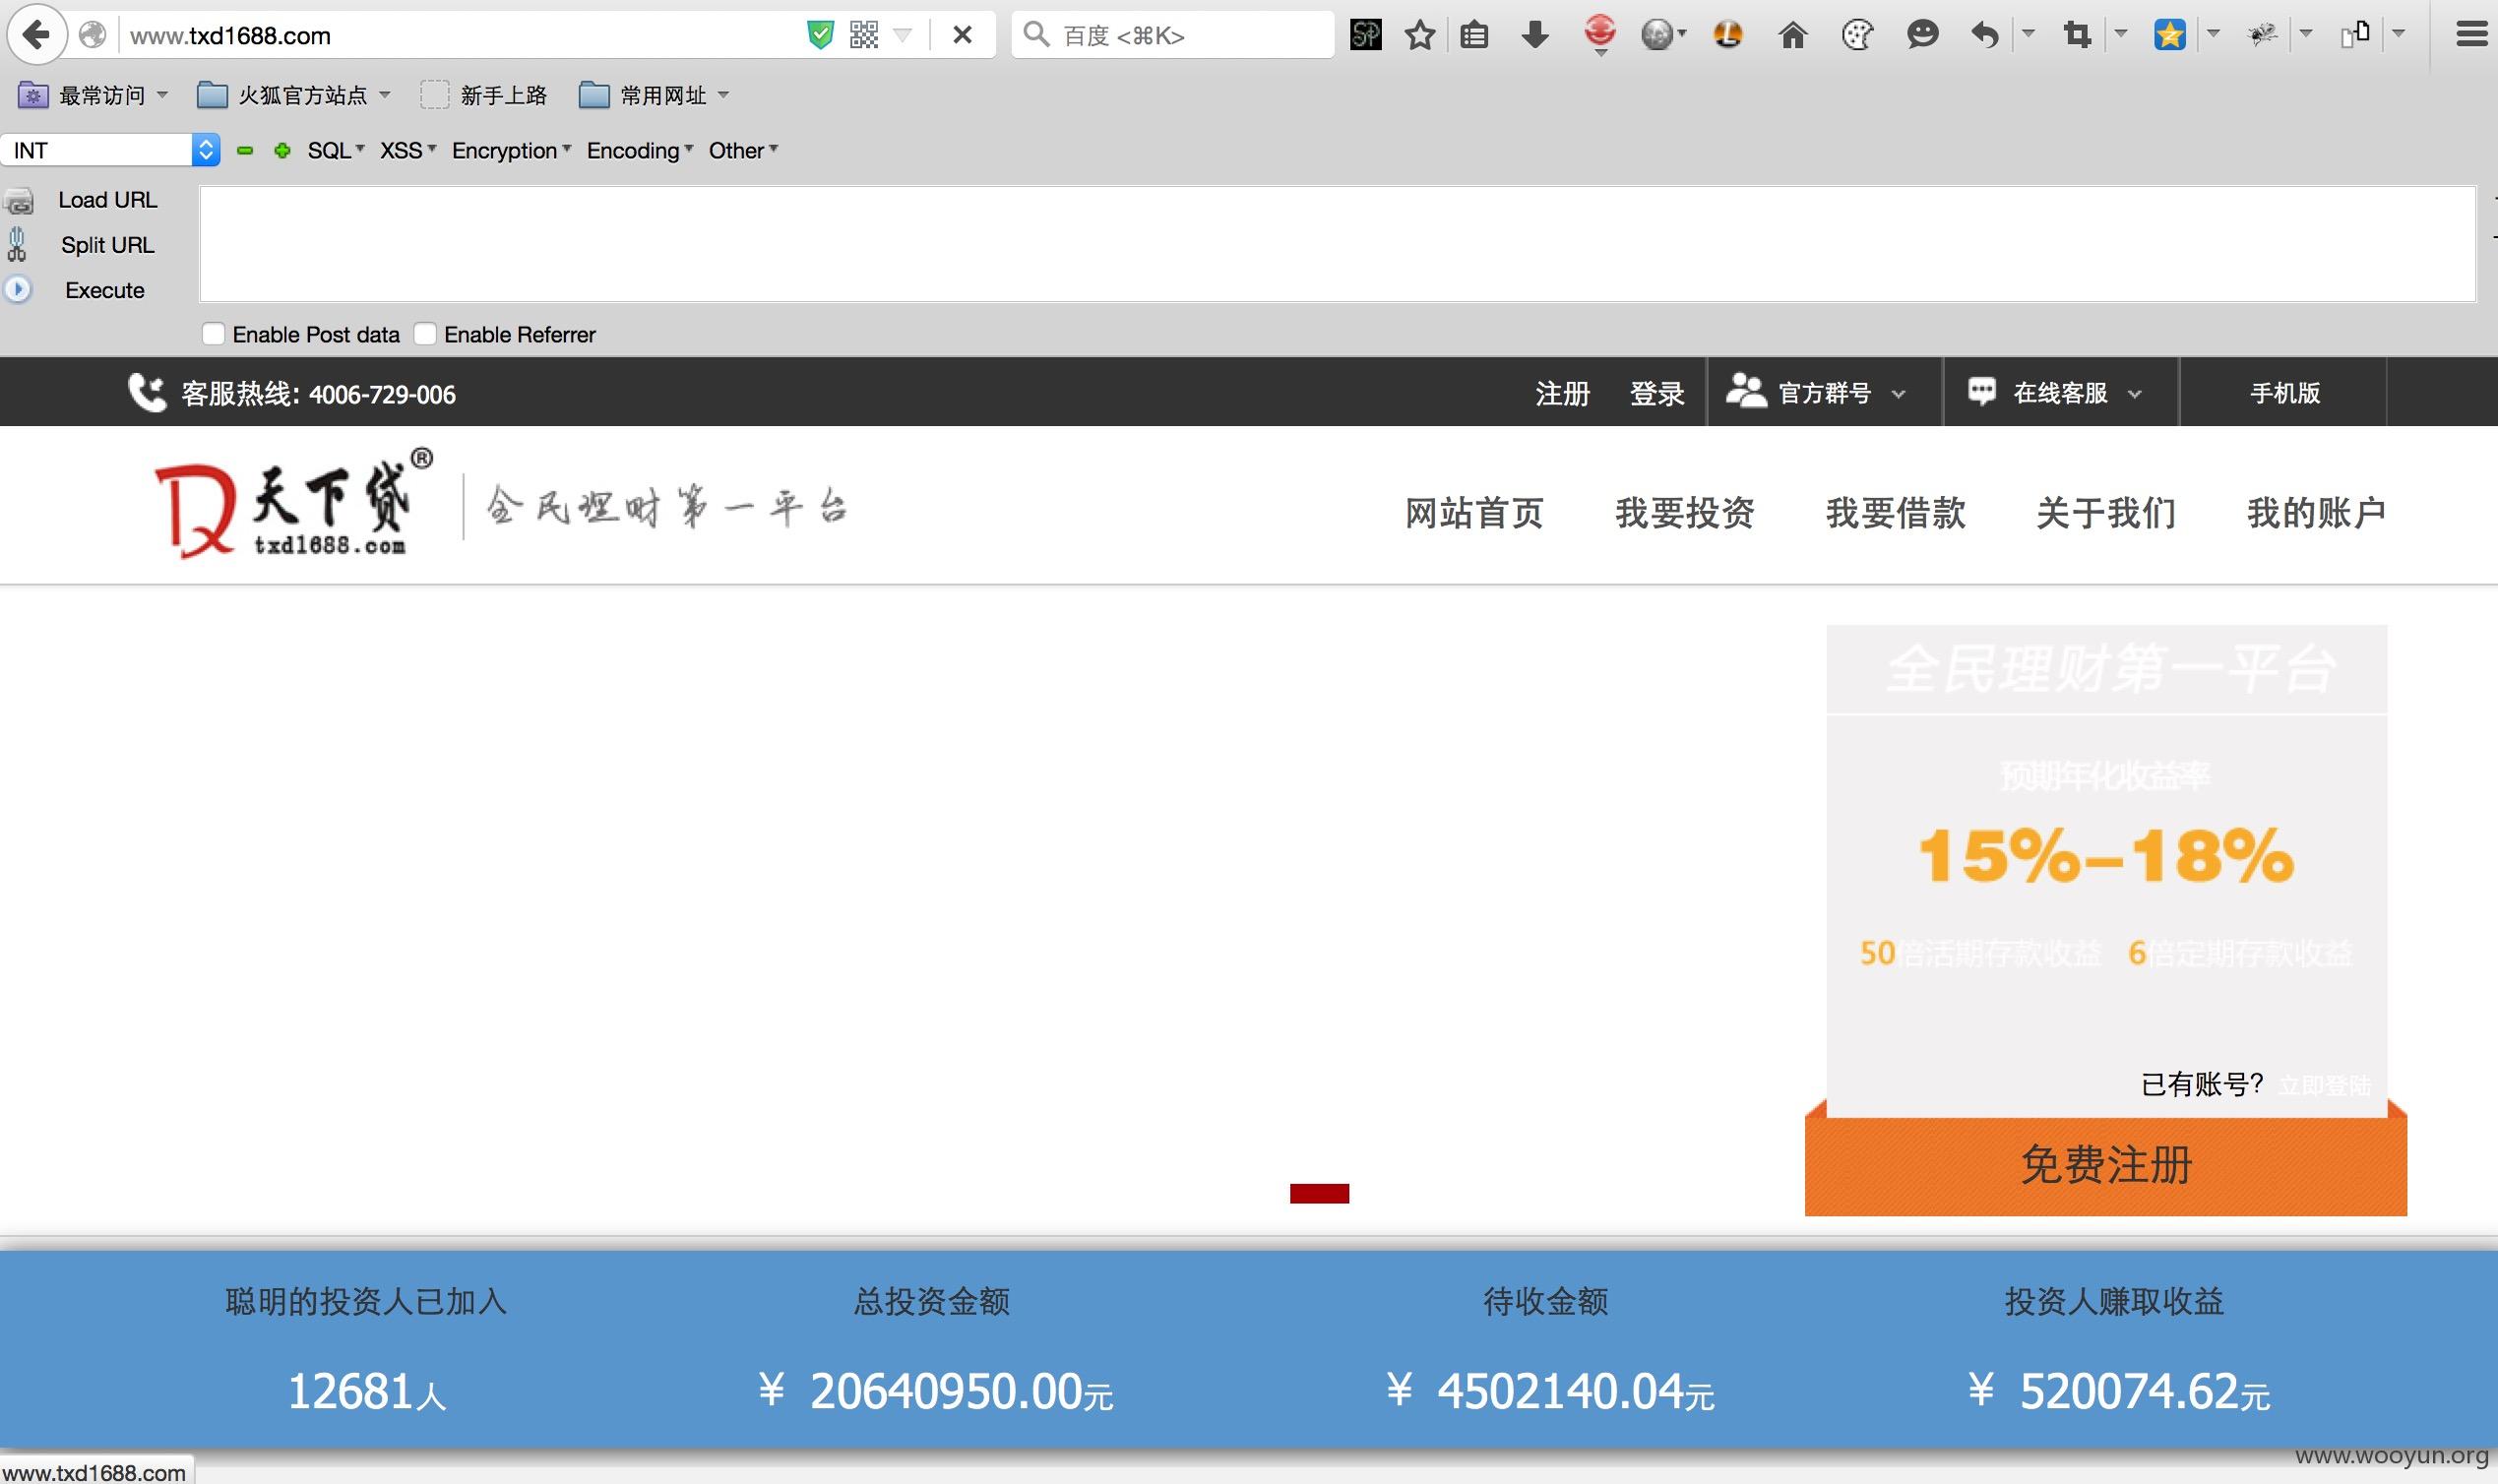 www.txd1688.com
百度 <⌘K>
最常访问
火狐官方站点
新手上路
常用网址
INT
SQL
XSS
Encryption
Encoding
Other
Load URL
Split URL
Execute
Enable Post data
Enable Referrer
客服热线: 4006-729-006
注册
登录
官方群号
在线客服
手机版
天下贷®
txd1688.com
全民理财第一平台
网站首页
我要投资
我要借款
关于我们
我的账户
全民理财第一平台
预期年化收益率
15%-18%
50倍活期存款收益 6倍定期存款收益
已有账号? 立即登陆
免费注册
聪明的投资人已加入
总投资金额
待收金额
投资人赚取收益
12681人
¥ 20640950.00元
¥ 4502140.04元
¥ 520074.62元
www.wooyun.org
www.txd1688.com